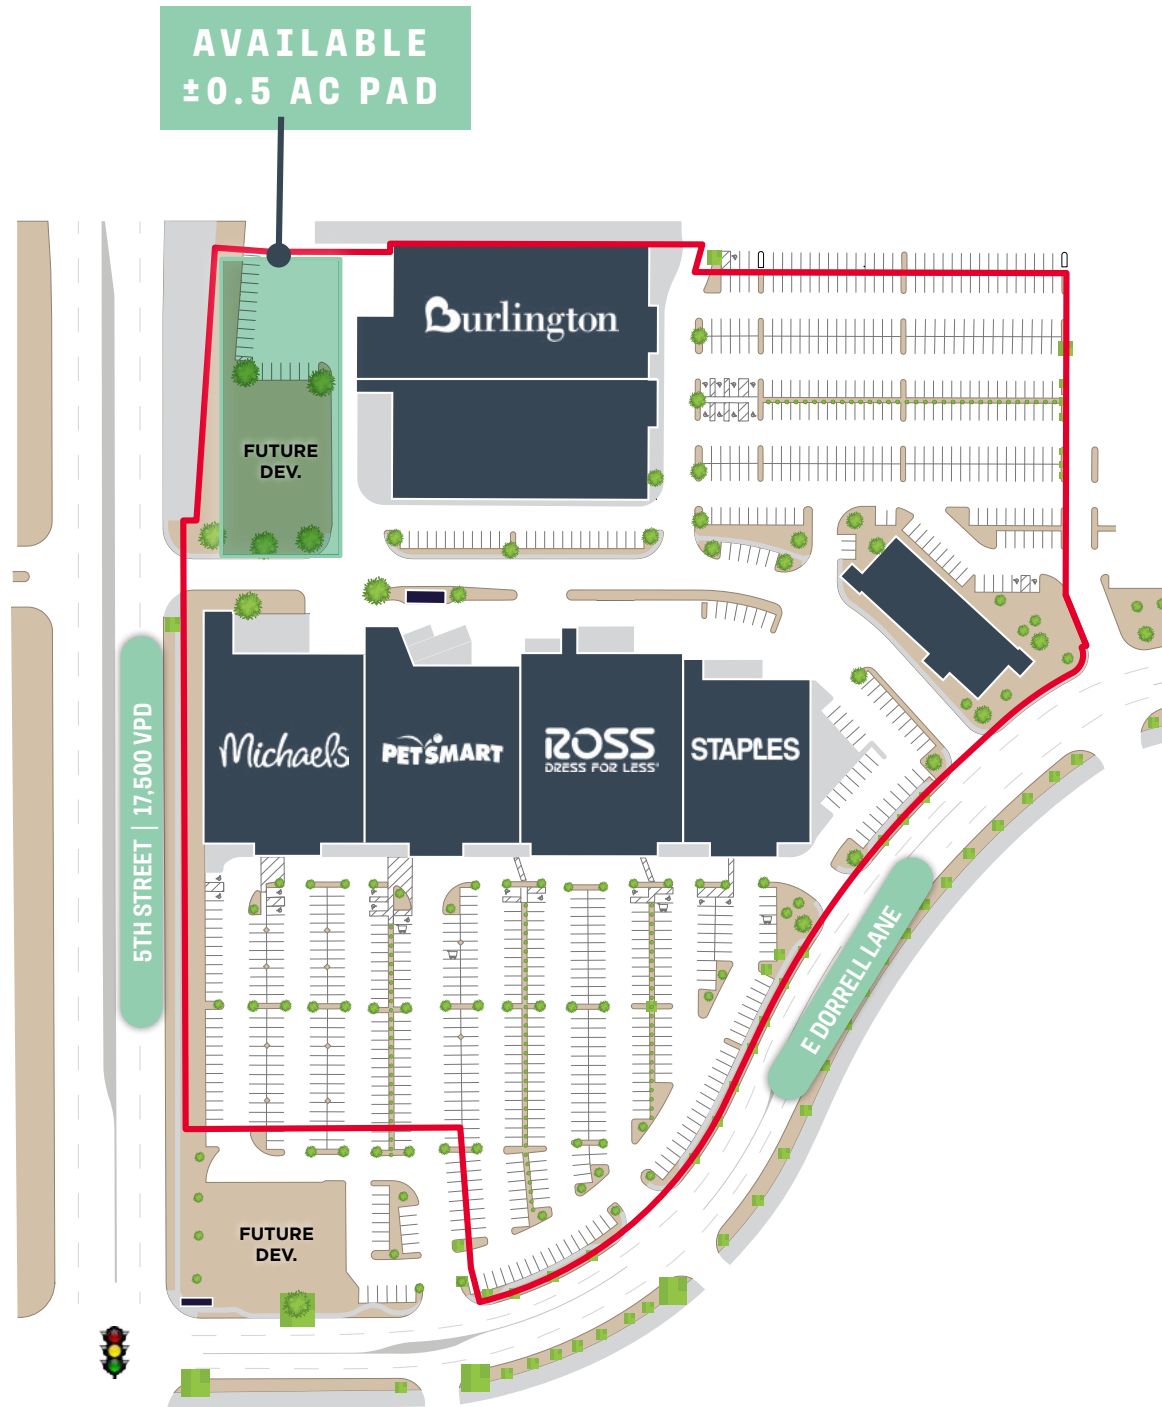 AVAILABLE
±0.5 AC PAD
Burlington
FUTURE
DEV.
Michaels
PETSMART
ROSS
DRESS FOR LESS®
STAPLES
5TH STREET | 17,500 VPD
E DORRELL LANE
FUTURE
DEV.